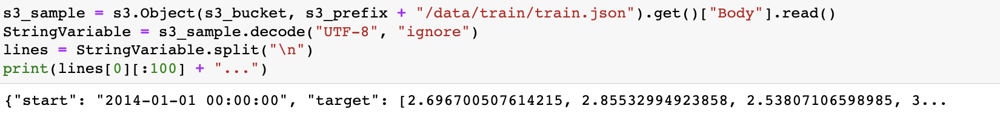 s3_sample = s3.Object(s3_bucket, s3_prefix + "/data/train/train.json").get()["Body"].read()
StringVariable = s3_sample.decode("UTF-8", "ignore")
lines = StringVariable.split("\n")
print(lines[0][:100] + "...")
{"start": "2014-01-01 00:00:00", "target": [2.696700507614215, 2.85532994923858, 2.53807106598985, 3...